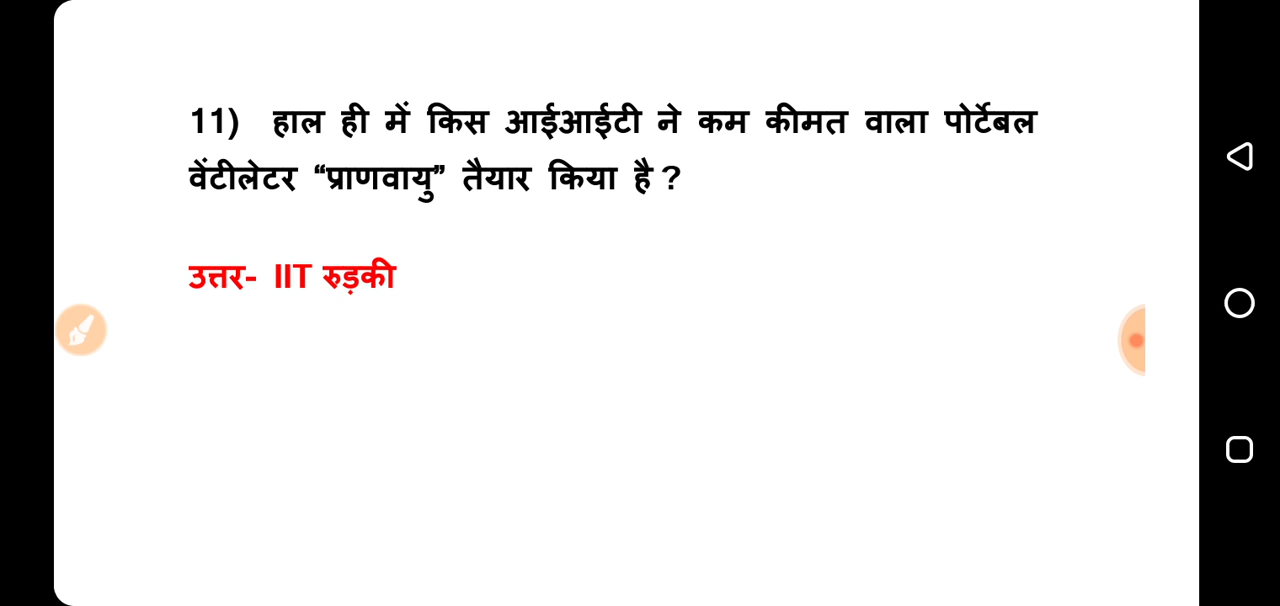 11) हाल ही में किस आईआईटी ने कम कीमत वाला पोर्टेबल
वेंटीलेटर “प्राणवायु” तैयार किया है ?
उत्तर- IIT रुड़की